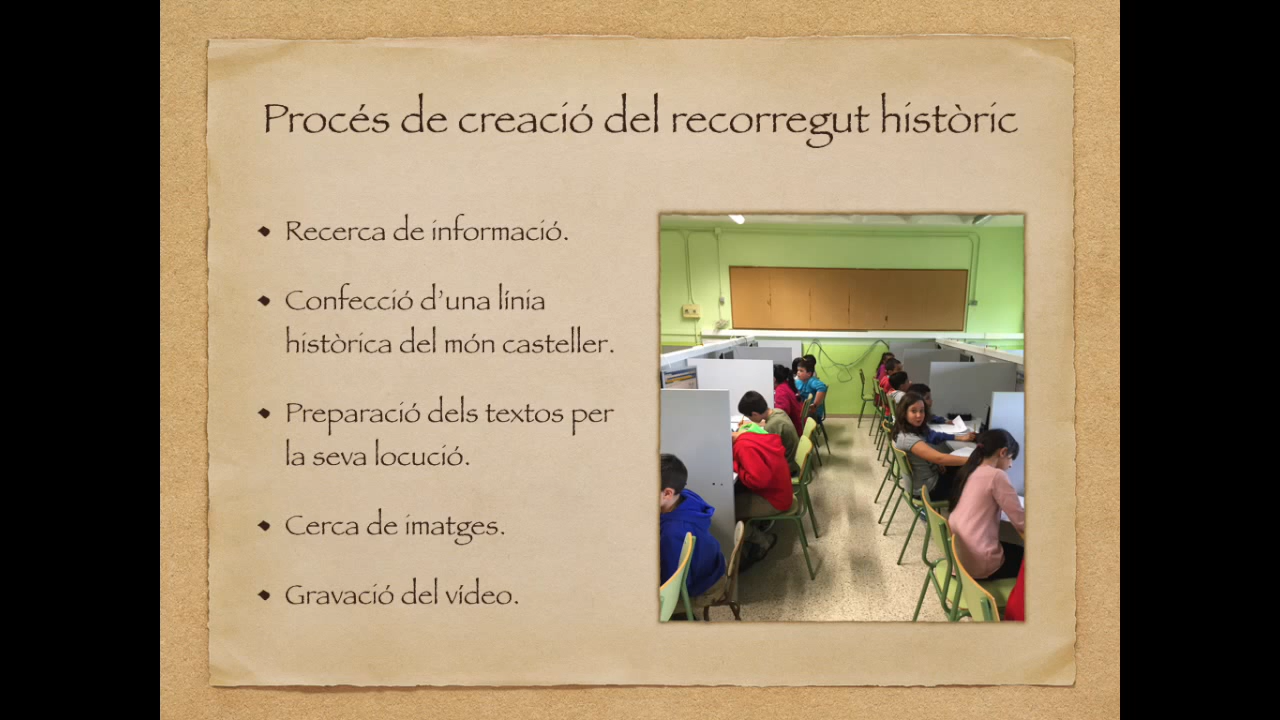 Procés de creació del recorregut històric
• Recerca de informació.
• Confecció d'una línia
històrica del món casteller.
• Preparació dels textos per
la seva locució.
• Cerca de imatges.
• Gravació del vídeo.